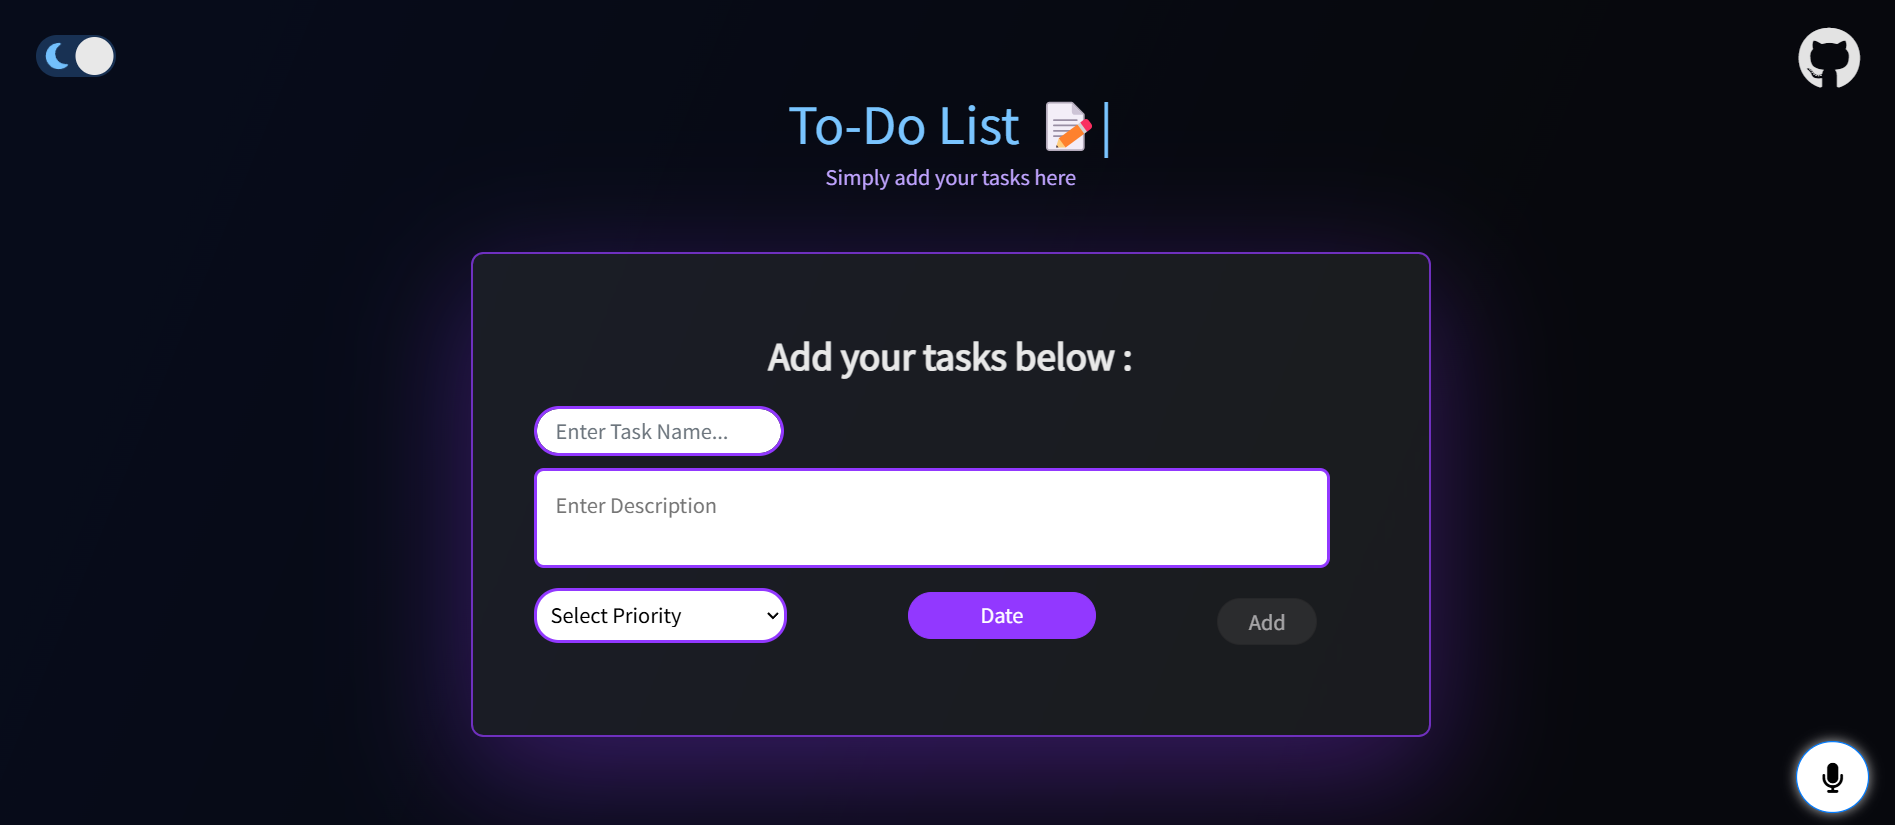 To-Do List 📝|
Simply add your tasks here
Add your tasks below :
Enter Task Name...
Enter Description
Select Priority
Date
Add